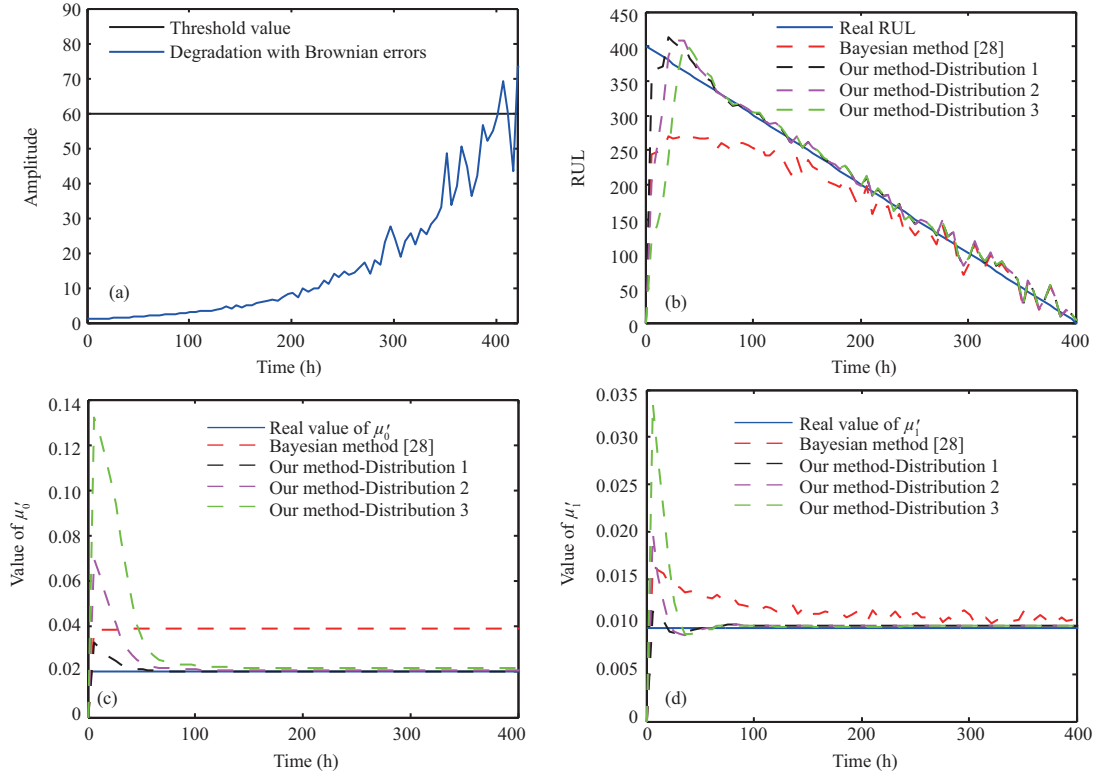 90
80
70
60
50
40
30
20
10
0
Amplitude
Threshold value
Degradation with Brownian errors
(a)
0
100
200
300
400
Time (h)
450
400
350
300
250
200
150
100
50
0
RUL
Real RUL
Bayesian method [28]
Our method-Distribution 1
Our method-Distribution 2
Our method-Distribution 3
(b)
0
100
200
300
400
Time (h)
0.14
0.12
0.10
0.08
0.06
0.04
0.02
0
Value of μ′₀
Real value of μ′₀
Bayesian method [28]
Our method-Distribution 1
Our method-Distribution 2
Our method-Distribution 3
(c)
0
50
100
150
200
250
300
350
400
Time (h)
0.035
0.030
0.025
0.020
0.015
0.010
0.005
0
Value of μ′₁
Real value of μ′₁
Bayesian method [28]
Our method-Distribution 1
Our method-Distribution 2
Our method-Distribution 3
(d)
0
100
200
300
400
Time (h)